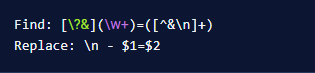 Find: [\?&](\w+)=([^&\n]+)
Replace: \n - $1=$2